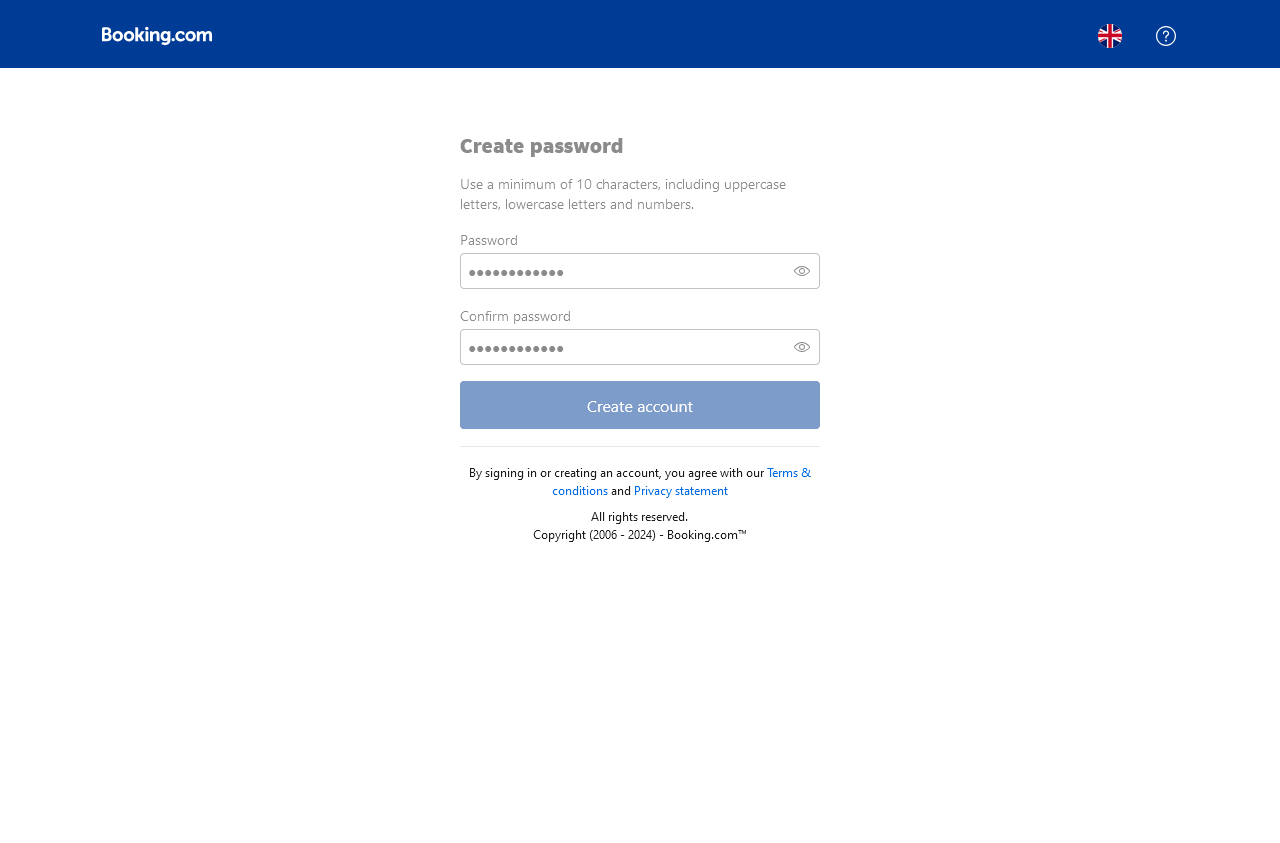 Booking.com
Create password
Use a minimum of 10 characters, including uppercase
letters, lowercase letters and numbers.
Password
●●●●●●●●●●●●
Confirm password
●●●●●●●●●●●●
Create account
By signing in or creating an account, you agree with our Terms &
conditions and Privacy statement
All rights reserved.
Copyright (2006 - 2024) - Booking.com™